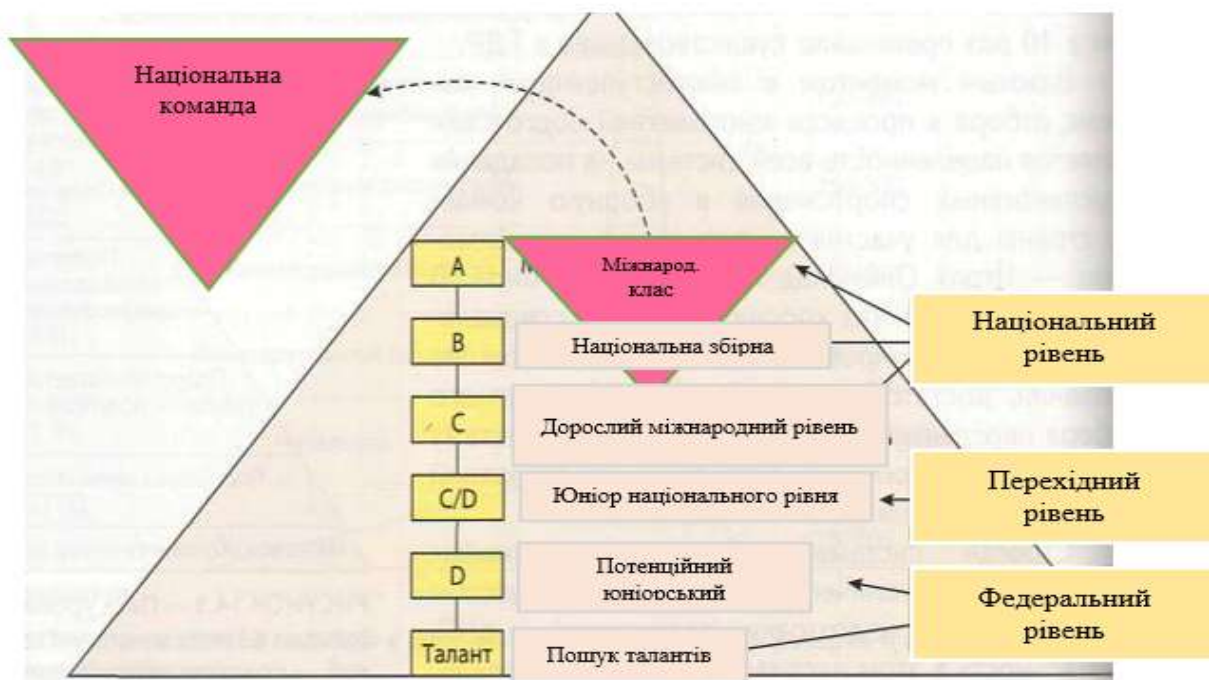 Національна
команда
A
Міжнарод.
клас
B
Національна збірна
Національний
рівень
C
Дорослий міжнародний рівень
C/D
Юніор національного рівня
Перехідний
рівень
D
Потенційний
юніорський
Федеральний
рівень
Талант
Пошук талантів